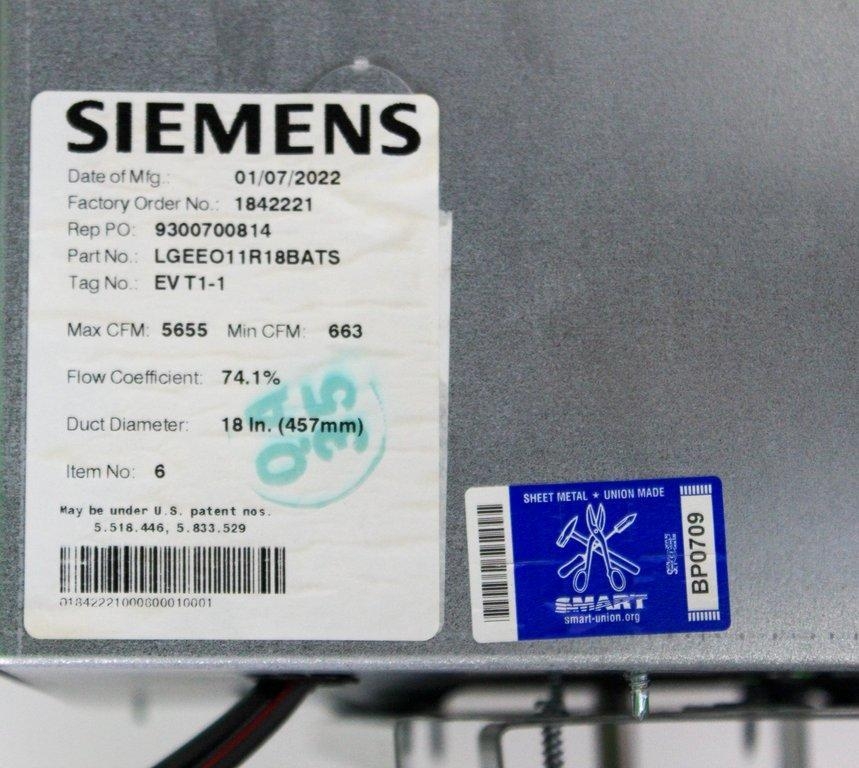 SIEMENS
Date of Mfg.: 01/07/2022
Factory Order No.: 1842221
Rep PO: 9300700814
Part No.: LGEEO11R18BATS
Tag No.: EV T1-1
Max CFM: 5655 Min CFM: 663
Flow Coefficient: 74.1%
Duct Diameter: 18 In. (457mm)
Item No: 6
Q.A
35
May be under U.S. patent nos.
5.518.446, 5.833.529
SHEET METAL ★ UNION MADE
SMART
smart-union.org
BP0709